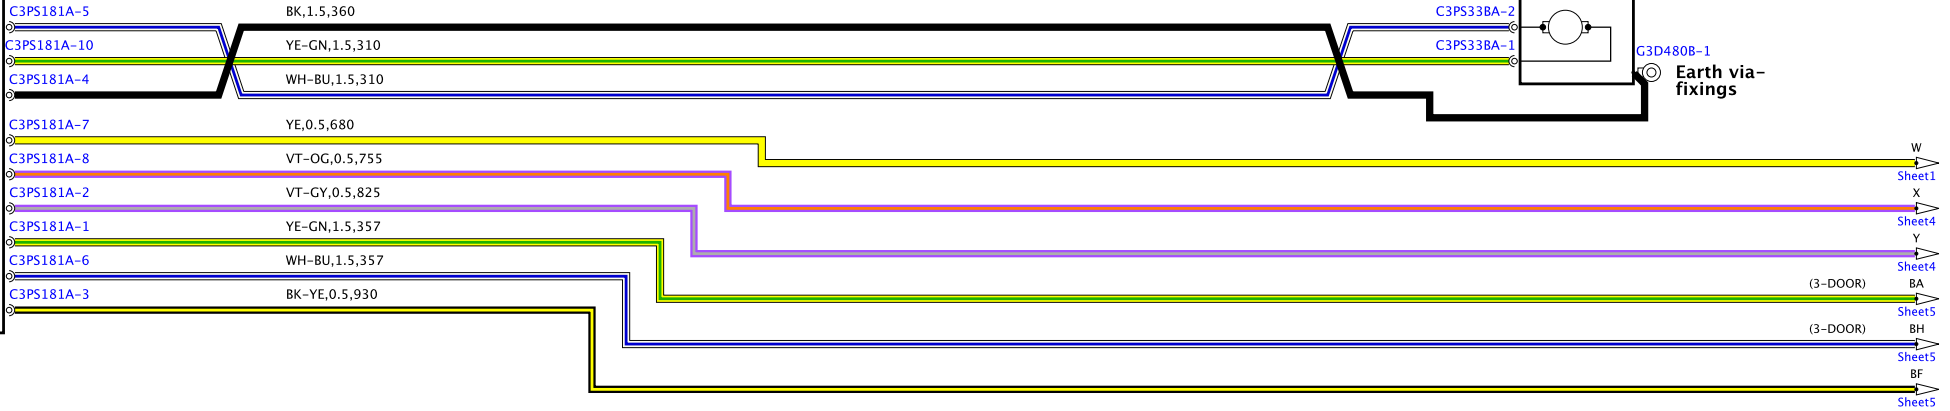 C3PS181A-5 BK,1.5,360 C3PS33BA-2
C3PS181A-10 YE-GN,1.5,310 C3PS33BA-1
G3D480B-1
C3PS181A-4 WH-BU,1.5,310 Earth via-
fixings
C3PS181A-7 YE,0.5,680
W
C3PS181A-8 VT-OG,0.5,755
Sheet1
C3PS181A-2 VT-GY,0.5,825 X
Sheet4
C3PS181A-1 YE-GN,1.5,357
Y
C3PS181A-6 WH-BU,1.5,357
Sheet4
(3-DOOR) BA
C3PS181A-3 BK-YE,0.5,930
Sheet5
(3-DOOR) BH
Sheet5
BF
Sheet5